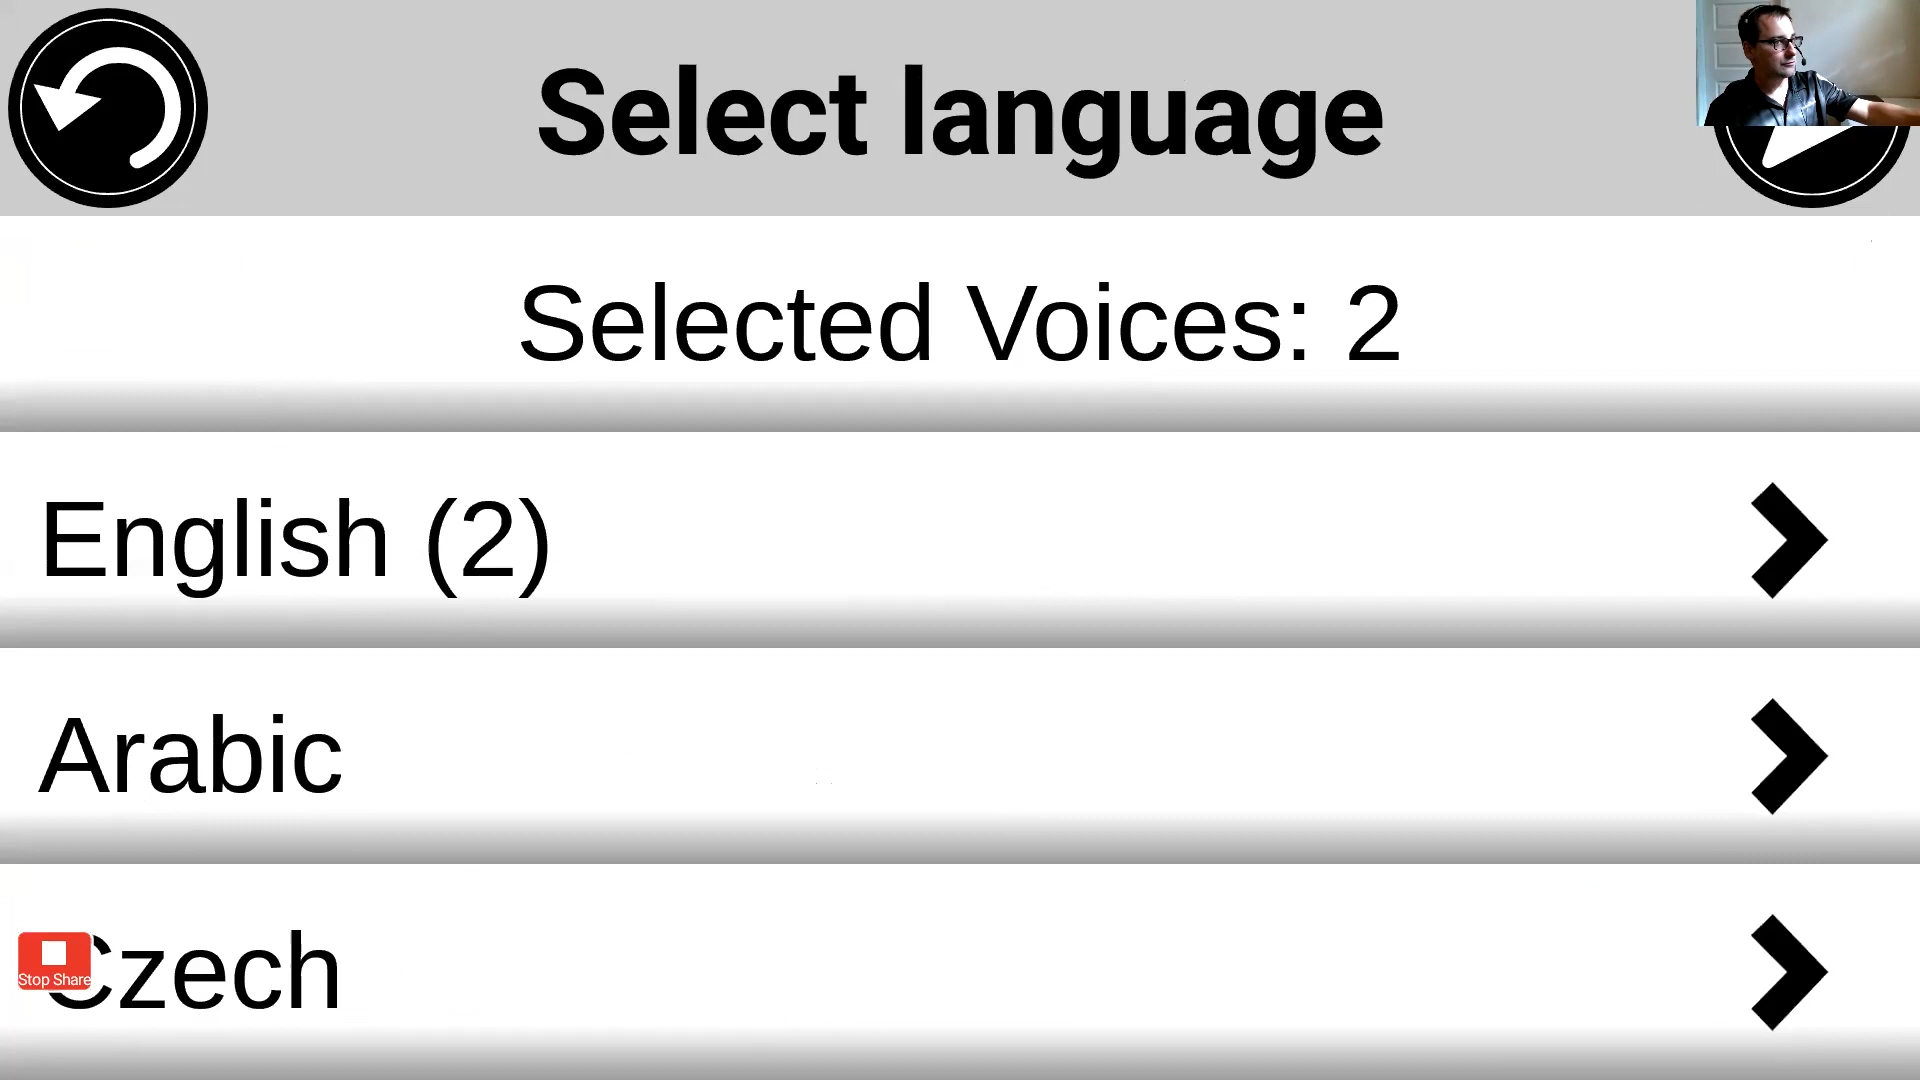 Select language
Selected Voices: 2
English (2)
Arabic
Czech
Stop Share